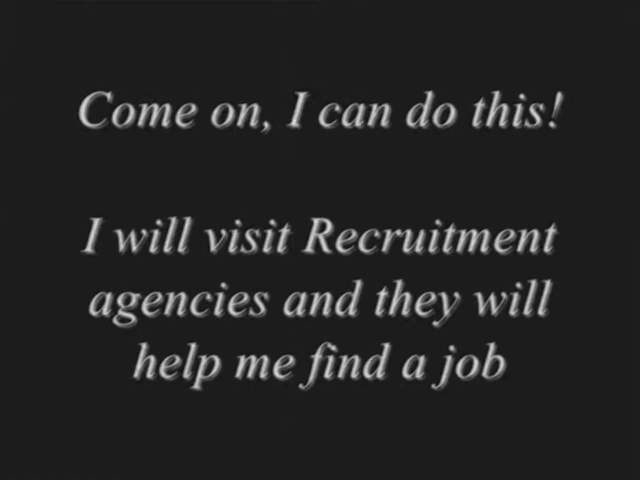 Come on, I can do this!
I will visit Recruitment
agencies and they will
help me find a job